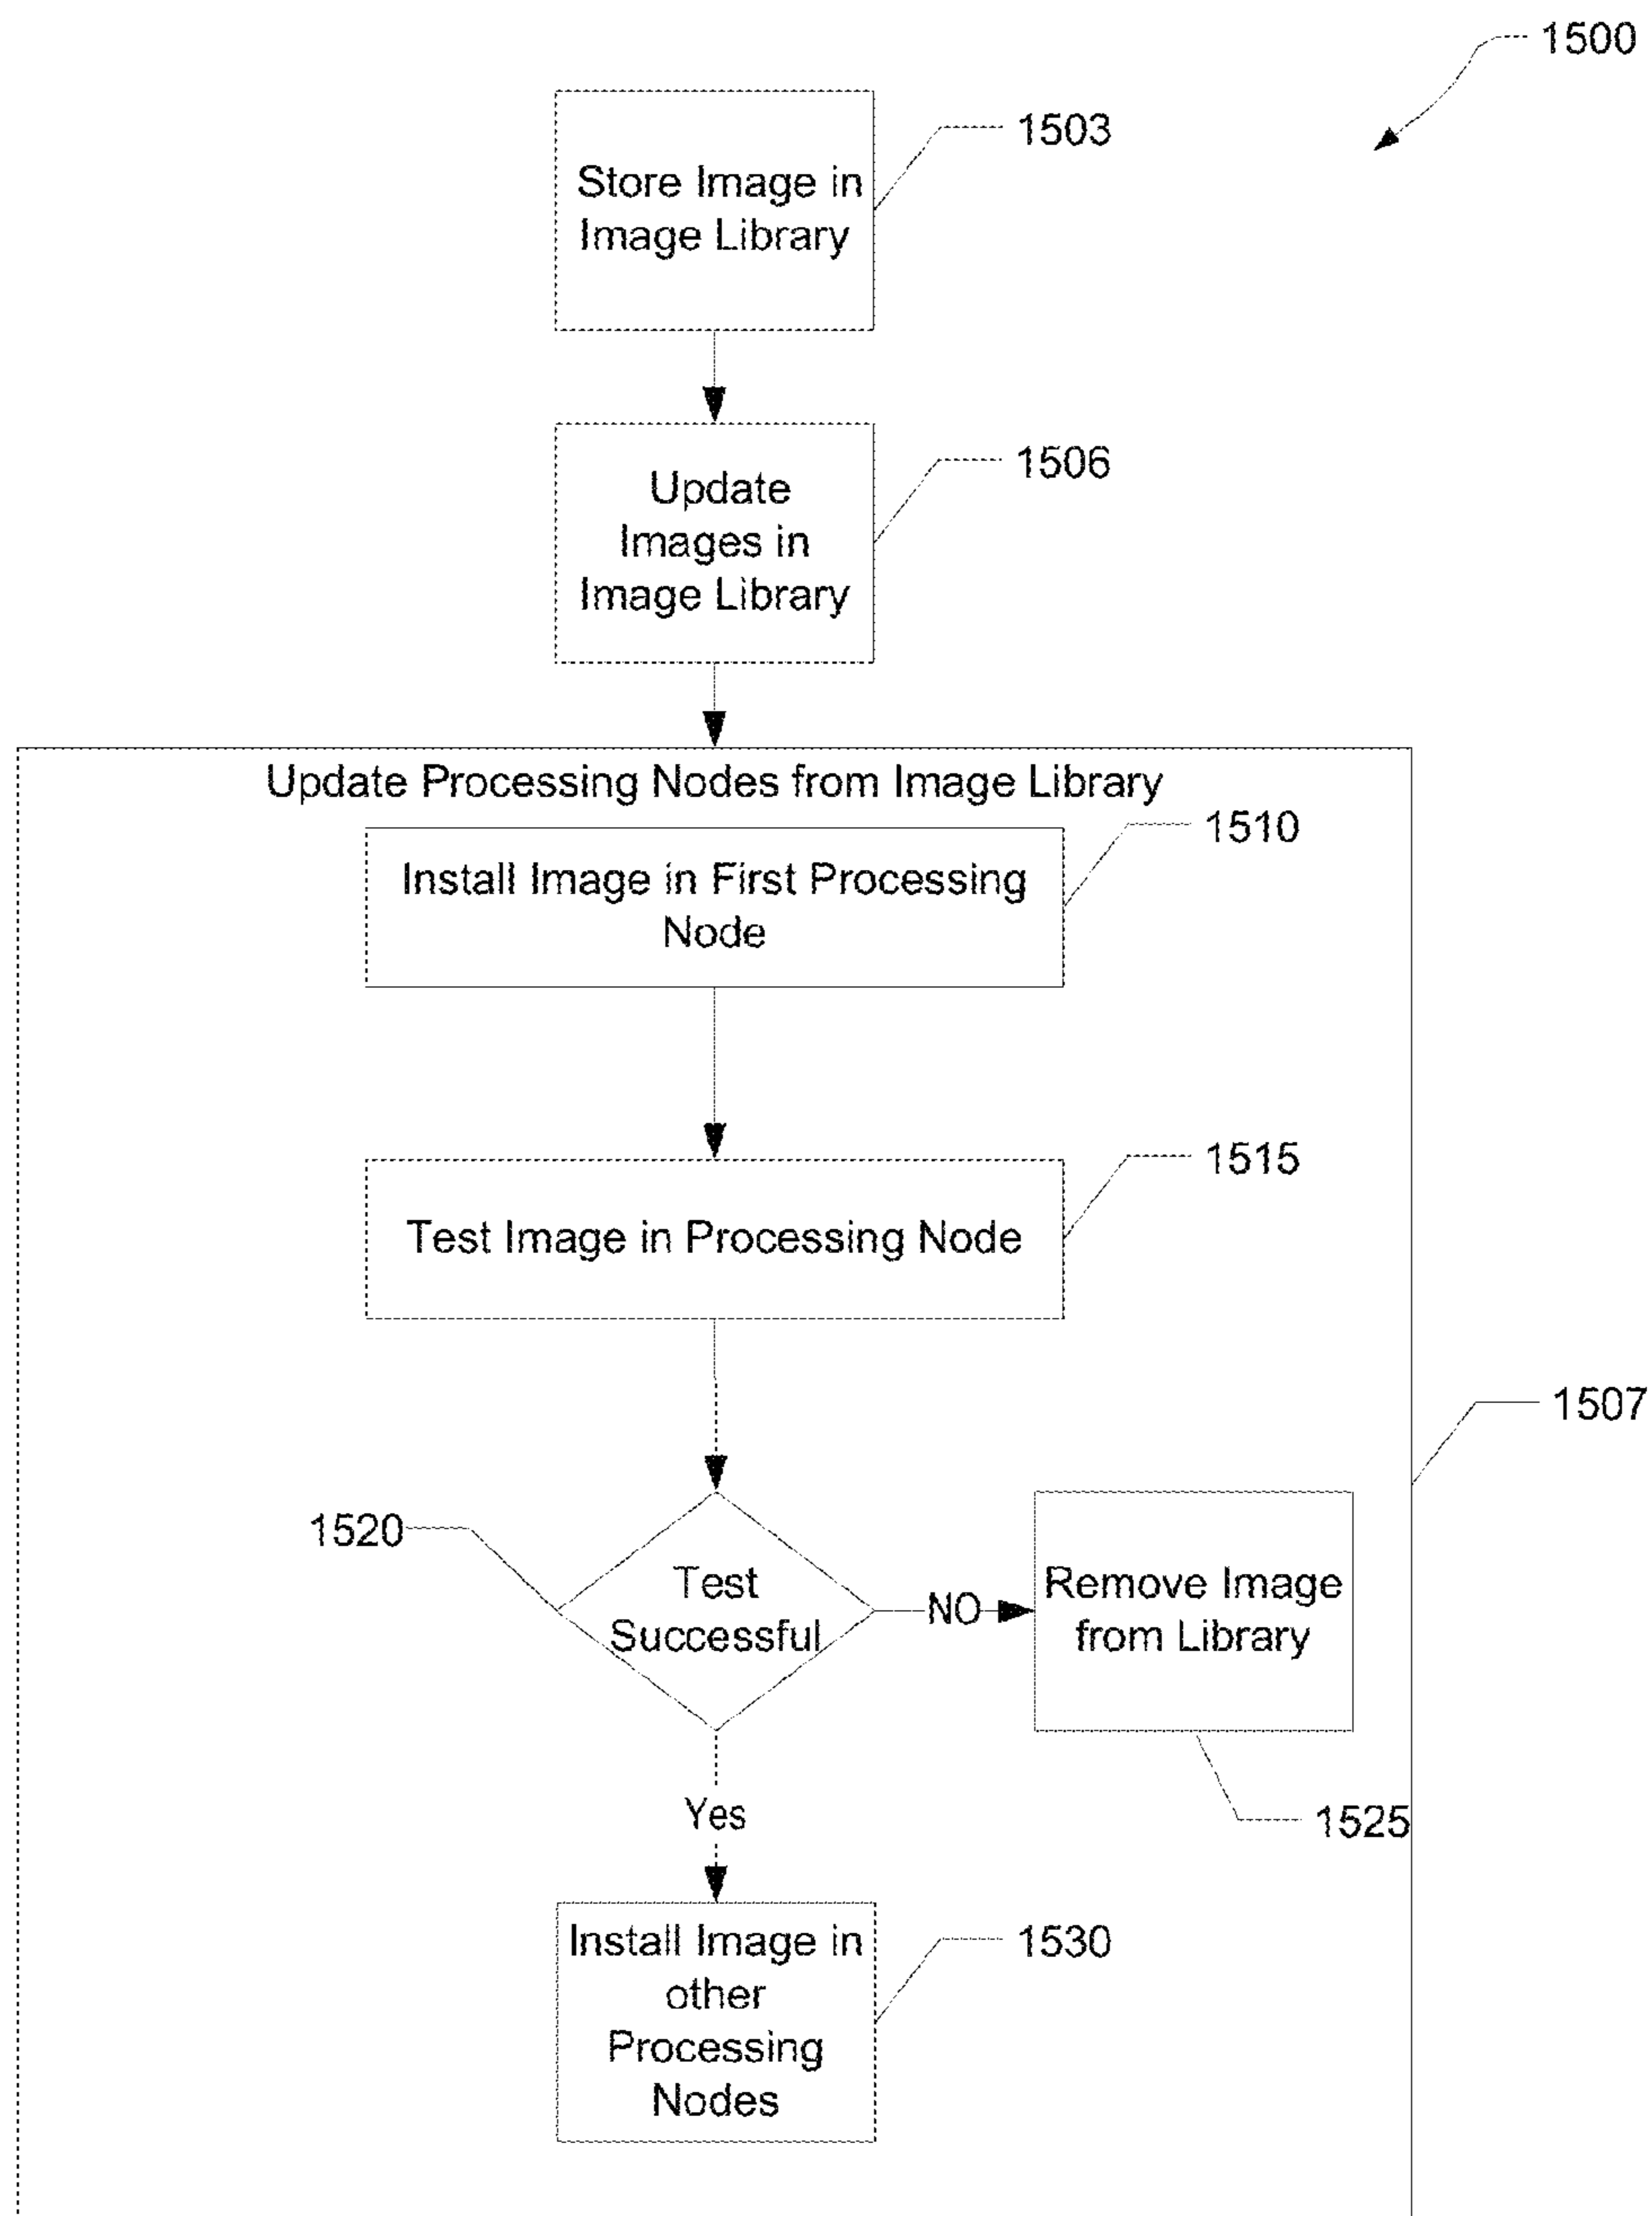 1500
Store Image in
Image Library
1503
Update
Images in
Image Library
1506
Update Processing Nodes from Image Library
1510
Install Image in First Processing
Node
1515
Test Image in Processing Node
1507
1520
Test
Successful
NO
Remove Image
from Library
1525
Yes
Install Image in
other
Processing
Nodes
1530